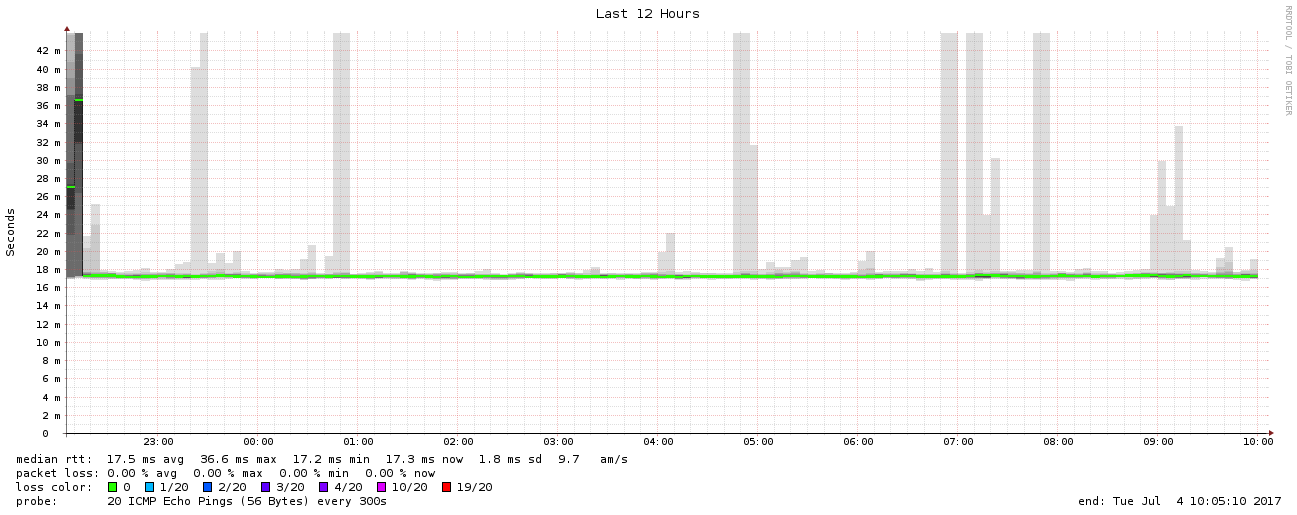 Last 12 Hours
RRDTOOL / TOBI OETIKER
Seconds
42 m
40 m
38 m
36 m
34 m
32 m
30 m
28 m
26 m
24 m
22 m
20 m
18 m
16 m
14 m
12 m
10 m
8 m
6 m
4 m
2 m
0
23:00 00:00 01:00 02:00 03:00 04:00 05:00 06:00 07:00 08:00 09:00 10:00
median rtt: 17.5 ms avg 36.6 ms max 17.2 ms min 17.3 ms now 1.8 ms sd 9.7 am/s
packet loss: 0.00 % avg 0.00 % max 0.00 % min 0.00 % now
loss color: 0 1/20 2/20 3/20 4/20 10/20 19/20
probe: 20 ICMP Echo Pings (56 Bytes) every 300s end: Tue Jul 4 10:05:10 2017